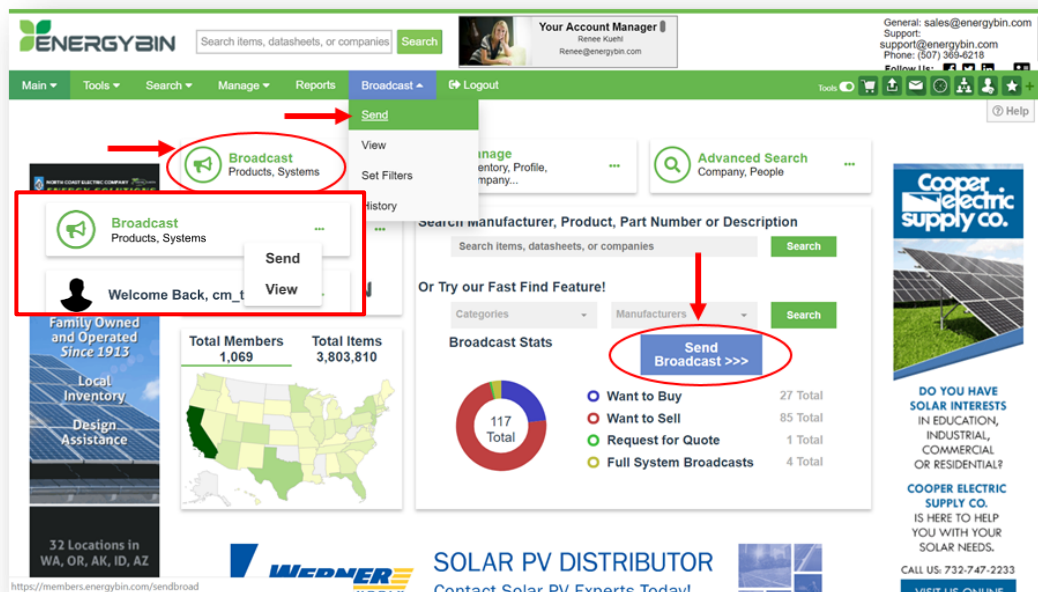 ENERGYBIN
Search items, datasheets, or companies
Search
Your Account Manager
Renee Kuehl
Renee@energybin.com
General: sales@energybin.com
Support:
support@energybin.com
Phone: (507) 369-6218
Follow Us:
Main
Tools
Search
Manage
Reports
Broadcast
Logout
Tools
Help
Send
View
Set Filters
History
Broadcast
Products, Systems
...
Advanced Search
Company, People
...
NORTH COAST ELECTRIC COMPANY
Broadcast
Products, Systems
...
Send
View
Welcome Back, cm_t
Search Manufacturer, Product, Part Number or Description
Search items, datasheets, or companies
Search
Or Try our Fast Find Feature!
Categories
Manufacturers
Search
Family Owned
and Operated
Since 1913
Local
Inventory
Design
Assistance
32 Locations in
WA, OR, AK, ID, AZ
Total Members
1,069
Total Items
3,803,810
Broadcast Stats
Send
Broadcast >>>
117
Total
Want to Buy 27 Total
Want to Sell 85 Total
Request for Quote 1 Total
Full System Broadcasts 4 Total
Cooper
electric
supply co.
DO YOU HAVE
SOLAR INTERESTS
IN EDUCATION,
INDUSTRIAL,
COMMERCIAL
OR RESIDENTIAL?
COOPER ELECTRIC
SUPPLY CO.
IS HERE TO HELP
YOU WITH YOUR
SOLAR NEEDS.
CALL US: 732-747-2233
VISIT US ONLINE
WERNER
SOLAR PV DISTRIBUTOR
Contact Solar PV Experts Today!
https://members.energybin.com/sendbroad